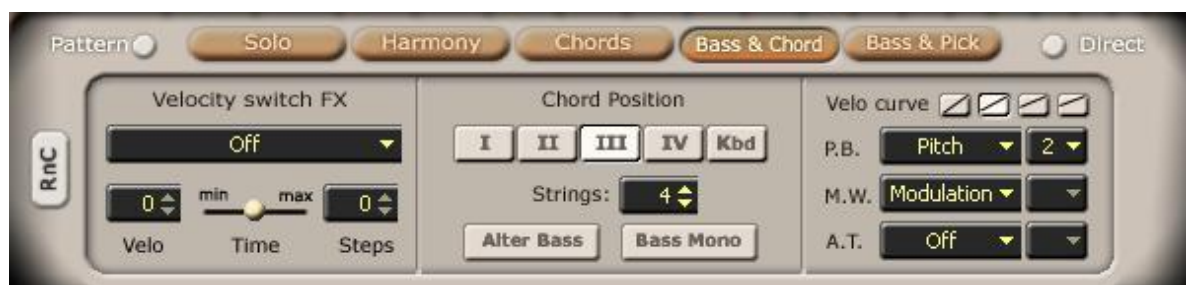 Pattern Solo Harmony Chords Bass & Chord Bass & Pick Direct
RnC
Velocity switch FX
Off
0 min max 0
Velo Time Steps
Chord Position
I II III IV Kbd
Strings: 4
Alter Bass Bass Mono
Velo curve
P.B. Pitch 2
M.W. Modulation
A.T. Off